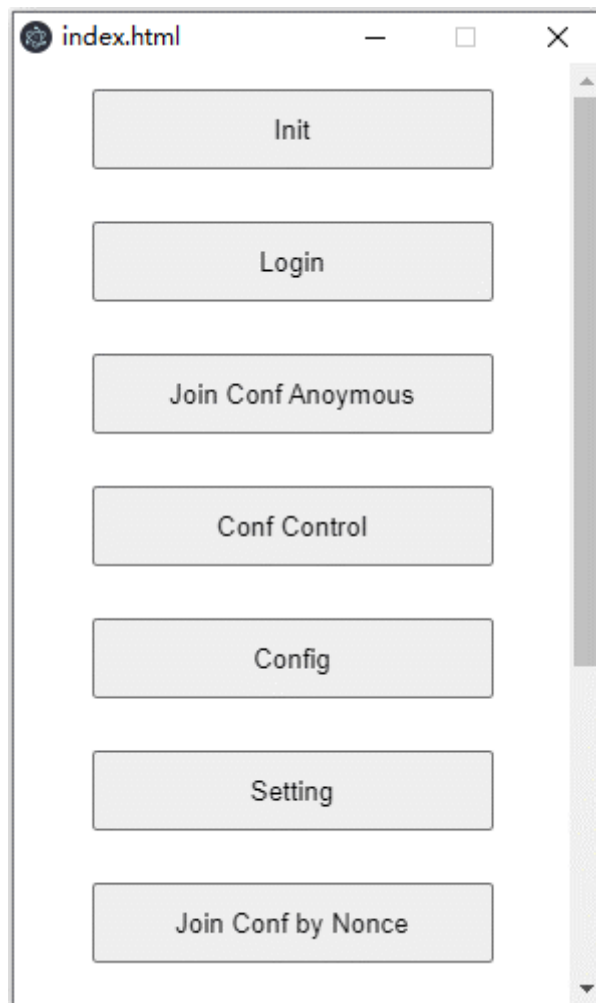 index.html
Init
Login
Join Conf Anoymous
Conf Control
Config
Setting
Join Conf by Nonce